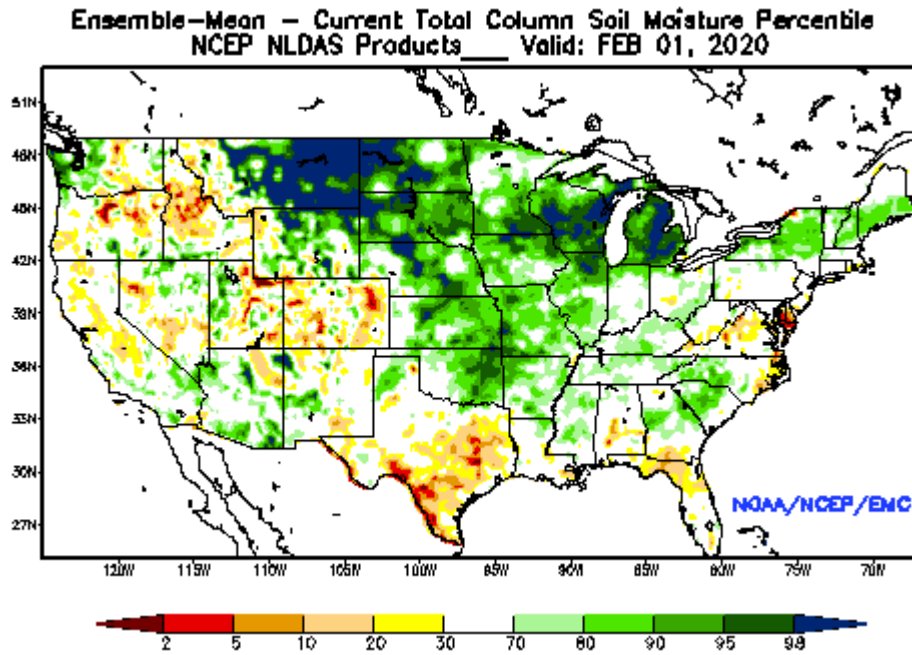 Ensemble-Mean - Current Total Column Soil Moisture Percentile
NCEP NLDAS Products___ Valid: FEB 01, 2020
51N
48N
45N
42N
39N
36N
33N
30N
27N
NOAA/NCEP/EMC
120W 115W 110W 105W 100W 95W 90W 85W 80W 75W 70W
2 5 10 20 30 70 80 90 95 98